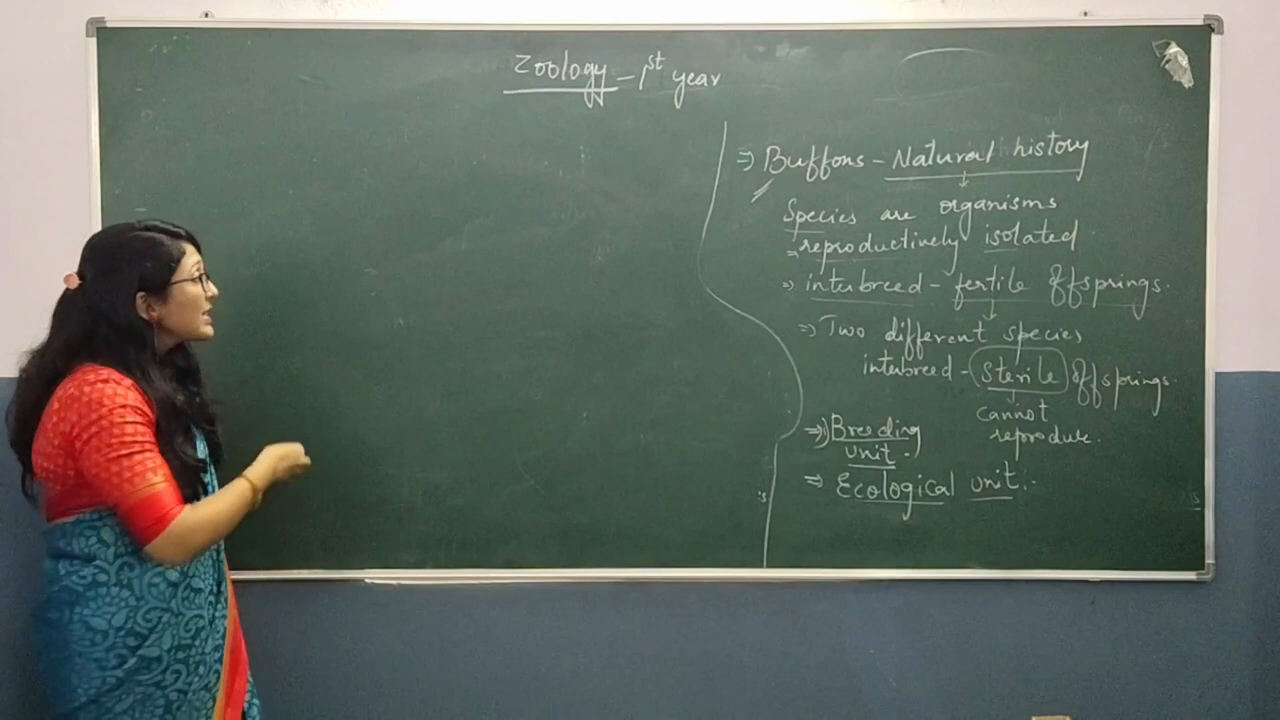 Zoology - 1st year
⇒ Buffons - Natural history
↓
Species are organisms
→ reproductively isolated
⇒ interbreed - fertile offsprings.
↓
⇒ Two different species
interbreed - Sterile offsprings.
↓
cannot
reproduce.
⇒ Breeding
unit.
⇒ Ecological unit.